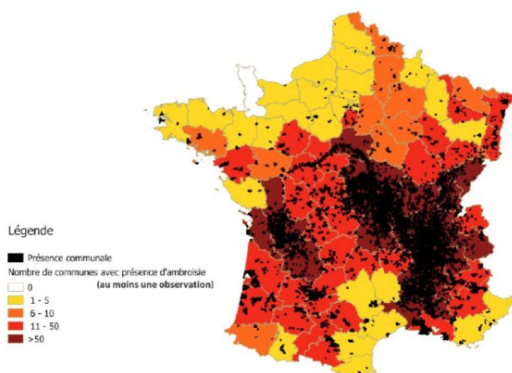 Légende
Présence communale
Nombre de communes avec présence d'ambroisie
(au moins une observation)
0
1 - 5
6 - 10
11 - 50
>50